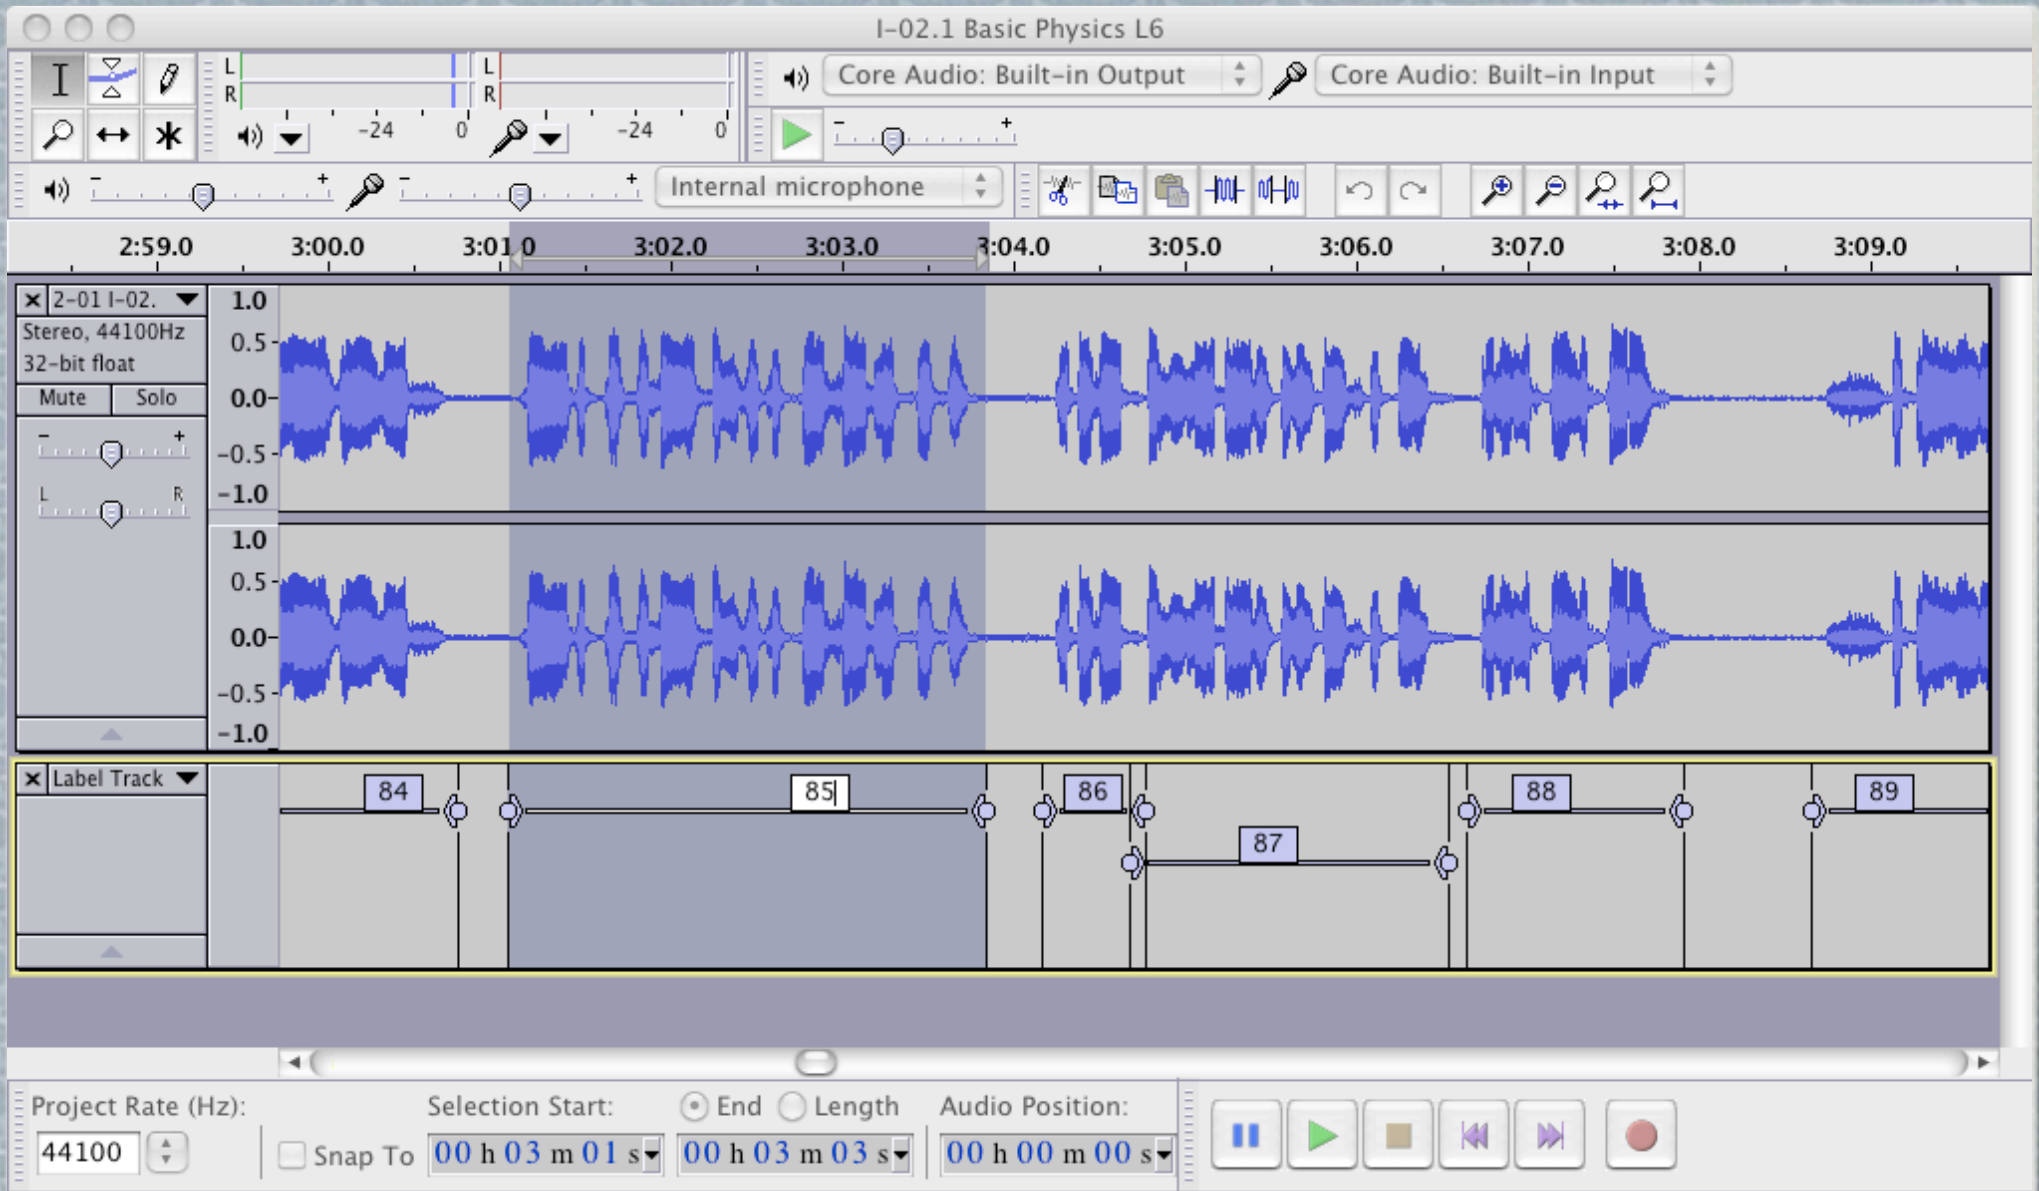 I-02.1 Basic Physics L6
L
R
-24 0
L
R
-24 0
Core Audio: Built-in Output
Core Audio: Built-in Input
- +
- +
- +
Internal microphone
2:59.0 3:00.0 3:01.0 3:02.0 3:03.0 3:04.0 3:05.0 3:06.0 3:07.0 3:08.0 3:09.0
2-01 I-02.
Stereo, 44100Hz
32-bit float
Mute Solo
- +
L R
1.0
0.5-
0.0-
-0.5-
-1.0
1.0
0.5-
0.0-
-0.5-
-1.0
Label Track
84 85 86 88 89
87
Project Rate (Hz): Selection Start: End Length Audio Position:
44100 Snap To 00 h 03 m 01 s 00 h 03 m 03 s 00 h 00 m 00 s